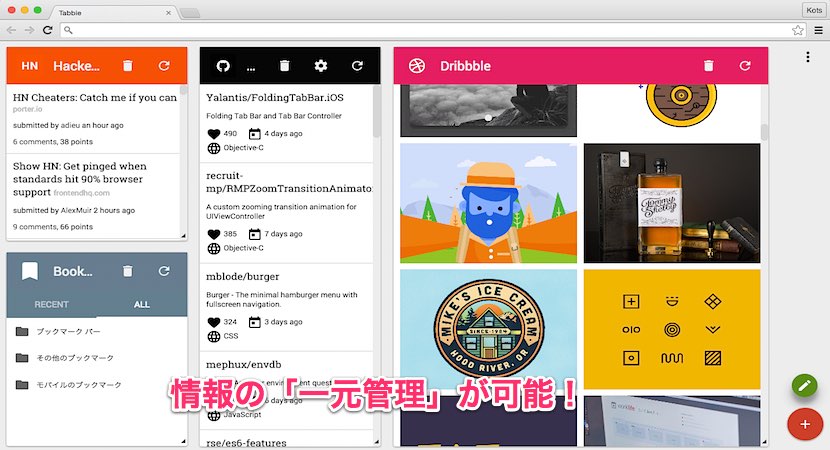 Tabble
Kots
HN Hacke...
HN Cheaters: Catch me if you can
porter.io
submitted by adieu an hour ago
6 comments, 38 points
Show HN: Get pinged when
standards hit 90% browser
support frontendhq.com
submitted by AlexMuir 2 hours ago
9 comments, 66 points
Book...
RECENT
ALL
ブックマーク バー
その他のブックマーク
モバイルのブックマーク
...
Yalantis/FoldingTabBar.iOS
Folding Tab Bar and Tab Bar Controller
490 4 days ago
Objective-C
recruit-
mp/RMPZoomTransitionAnimator
A custom zooming transition animation for
UIViewController
385 7 days ago
Objective-C
mblode/burger
Burger - The minimal hamburger menu with
fullscreen navigation.
324 3 days ago
CSS
mephux/envdb
days ago
JavaScript
rse/es6-features
Dribbble
MIKE'S ICE CREAM
SINCE·1984
HOOD RIVER, OR
情報の「一元管理」が可能！